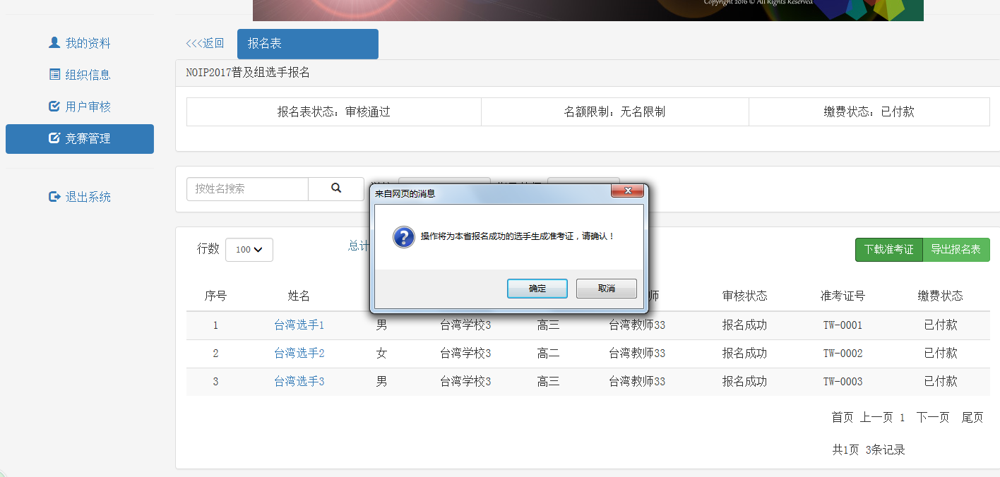 Copyright 2016 © All Rights Reserved
我的资料
组织信息
用户审核
竞赛管理
退出系统
<<<返回
报名表
NOIP2017普及组选手报名
报名表状态：审核通过 名额限制：无名限制 缴费状态：已付款
按姓名搜索
来自网页的消息
操作将为本省报名成功的选手生成准考证，请确认！
确定 取消
行数 100 总计
下载准考证 导出报名表
序号 姓名 师 审核状态 准考证号 缴费状态
1 台湾选手1 男 台湾学校3 高三 台湾教师33 报名成功 TW-0001 已付款
2 台湾选手2 女 台湾学校3 高二 台湾教师33 报名成功 TW-0002 已付款
3 台湾选手3 男 台湾学校3 高三 台湾教师33 报名成功 TW-0003 已付款
首页 上一页 1 下一页 尾页
共1页 3条记录